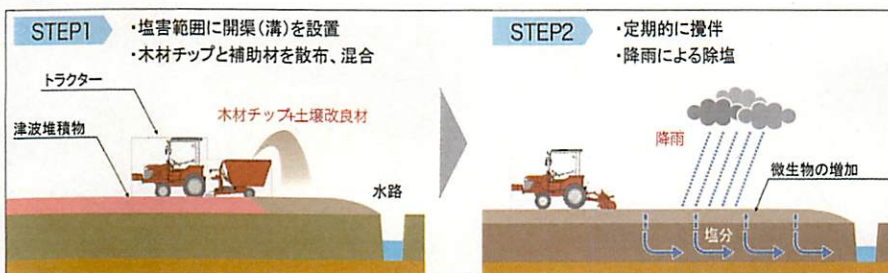 STEP1
・塩害範囲に開渠(溝)を設置
・木材チップと補助材を散布、混合
トラクター
木材チップ+土壌改良材
津波堆積物
水路
STEP2
・定期的に攪伴
・降雨による除塩
降雨
微生物の増加
塩分